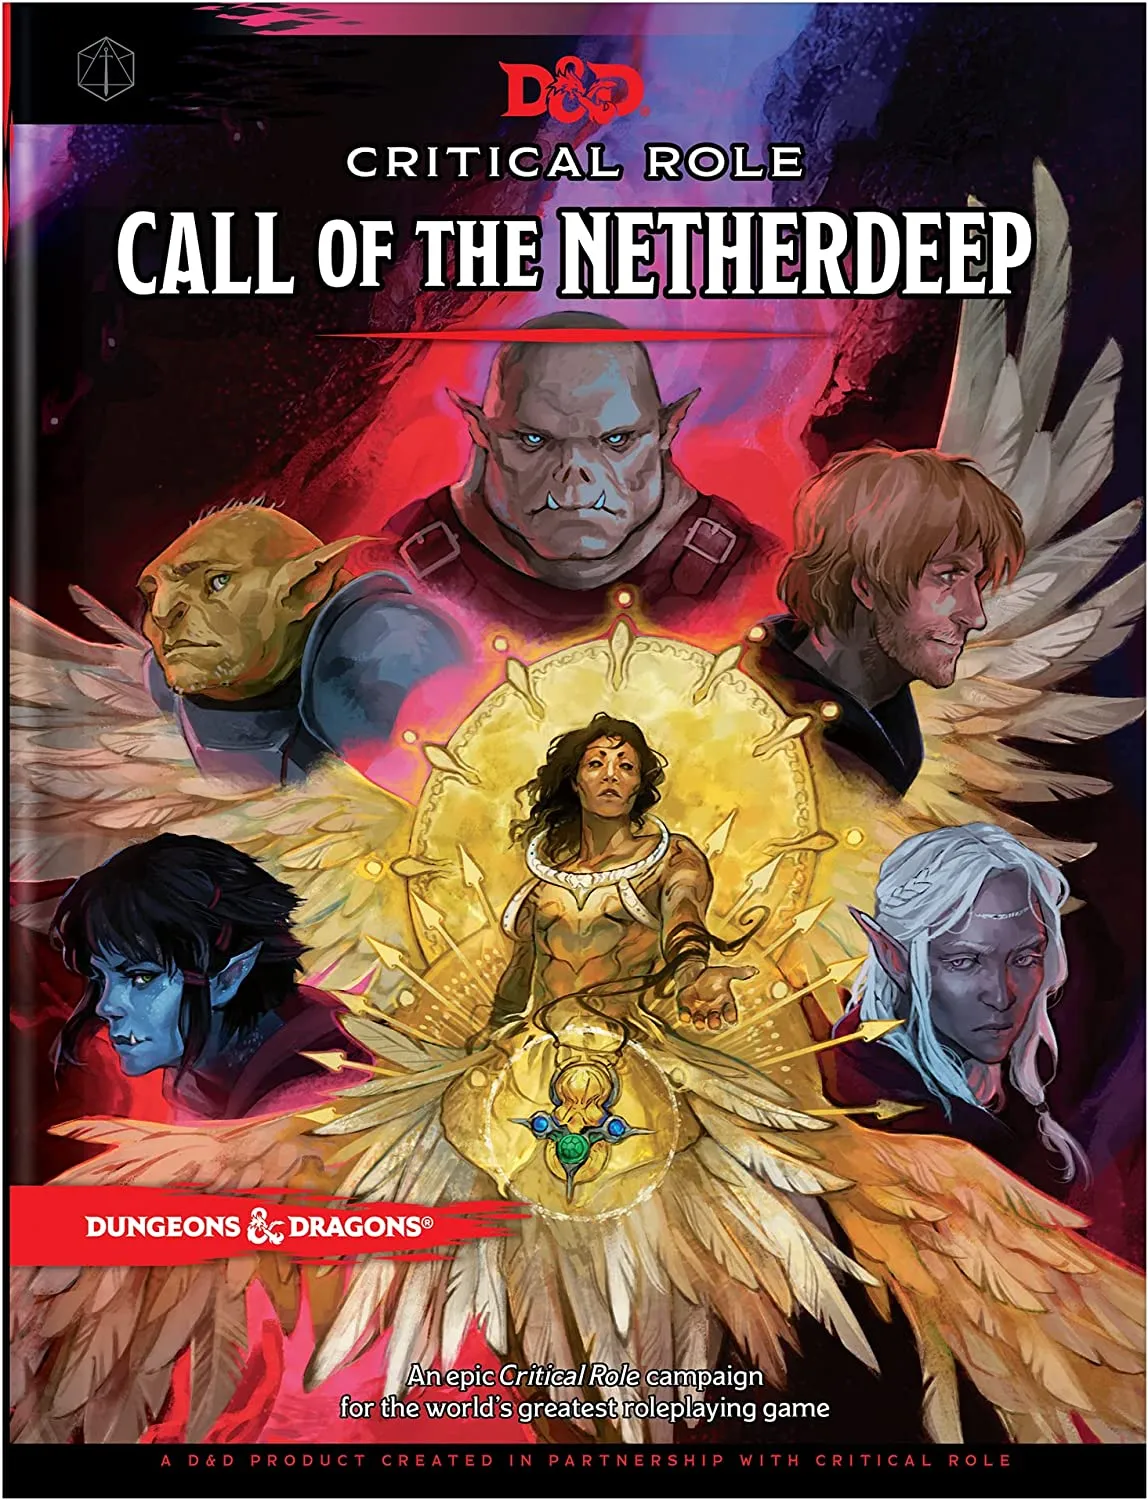 D&D
CRITICAL ROLE
CALL OF THE NETHERDEEP
DUNGEONS & DRAGONS®
An epic Critical Role campaign
for the world's greatest roleplaying game
A D&D PRODUCT CREATED IN PARTNERSHIP WITH CRITICAL ROLE